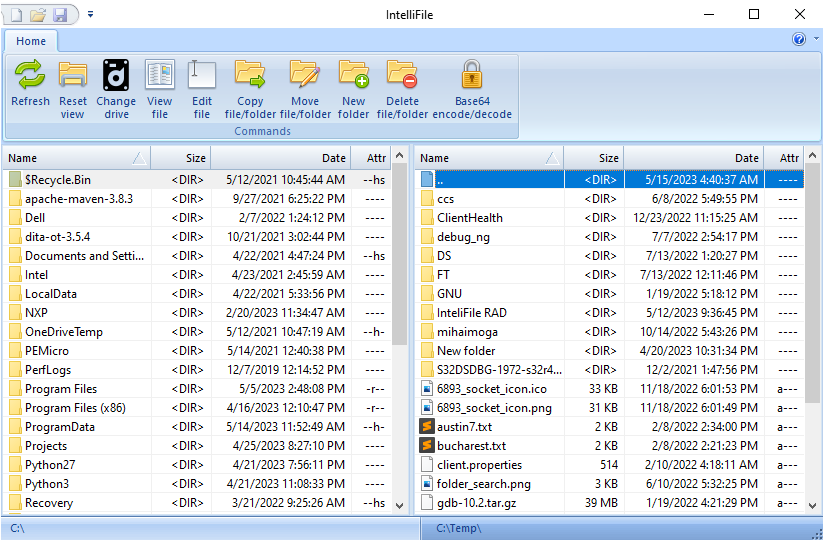 IntelliFile
Home
Refresh
Reset view
Change drive
View file
Edit file
Copy file/folder
Move file/folder
New folder
Delete file/folder
Base64 encode/decode
Commands
Name Size Date Attr
$Recycle.Bin <DIR> 5/12/2021 10:45:44 AM --hs
apache-maven-3.8.3 <DIR> 9/27/2021 6:25:22 PM ----
Dell <DIR> 2/7/2022 1:24:12 PM ----
dita-ot-3.5.4 <DIR> 10/21/2021 3:02:44 PM ----
Documents and Setti... <DIR> 4/22/2021 4:47:24 PM --hs
Intel <DIR> 4/23/2021 2:45:59 AM ----
LocalData <DIR> 4/22/2021 5:33:56 PM ----
NXP <DIR> 2/20/2023 11:34:47 AM ----
OneDriveTemp <DIR> 5/12/2021 10:47:19 AM --h-
PEMicro <DIR> 5/14/2021 12:40:38 PM ----
PerfLogs <DIR> 12/7/2019 12:14:52 PM ----
Program Files <DIR> 5/5/2023 2:48:08 PM -r--
Program Files (x86) <DIR> 4/16/2023 12:10:47 PM -r--
ProgramData <DIR> 5/14/2023 11:52:49 AM --h-
Projects <DIR> 4/25/2023 8:27:10 PM ----
Python27 <DIR> 4/21/2023 7:56:11 PM ----
Python3 <DIR> 4/21/2023 11:08:33 PM ----
Recovery <DIR> 3/21/2022 9:25:26 AM --hs
C:\
Name Size Date Attr
.. <DIR> 5/15/2023 4:40:37 AM ----
ccs <DIR> 6/8/2022 5:49:55 PM ----
ClientHealth <DIR> 12/23/2022 11:15:25 AM ----
debug_ng <DIR> 7/7/2022 2:54:17 PM ----
DS <DIR> 7/13/2022 1:20:27 PM ----
FT <DIR> 7/13/2022 12:11:46 PM ----
GNU <DIR> 1/19/2022 5:18:12 PM ----
InteliFile RAD <DIR> 5/12/2023 9:36:45 PM ----
mihaimoga <DIR> 10/14/2022 5:43:26 PM ----
New folder <DIR> 4/20/2023 10:31:34 PM ----
S32DSDBG-1972-s32r4... <DIR> 12/2/2021 1:47:56 PM ----
6893_socket_icon.ico 33 KB 11/18/2022 6:01:53 PM a---
6893_socket_icon.png 31 KB 11/18/2022 6:01:49 PM a---
austin7.txt 2 KB 2/8/2022 2:34:00 PM a---
bucharest.txt 2 KB 2/8/2022 2:21:23 PM a---
client.properties 514 2/10/2022 4:18:11 AM a---
folder_search.png 3 KB 6/10/2022 5:32:25 PM a---
gdb-10.2.tar.gz 39 MB 1/19/2022 4:21:29 PM a---
C:\Temp\